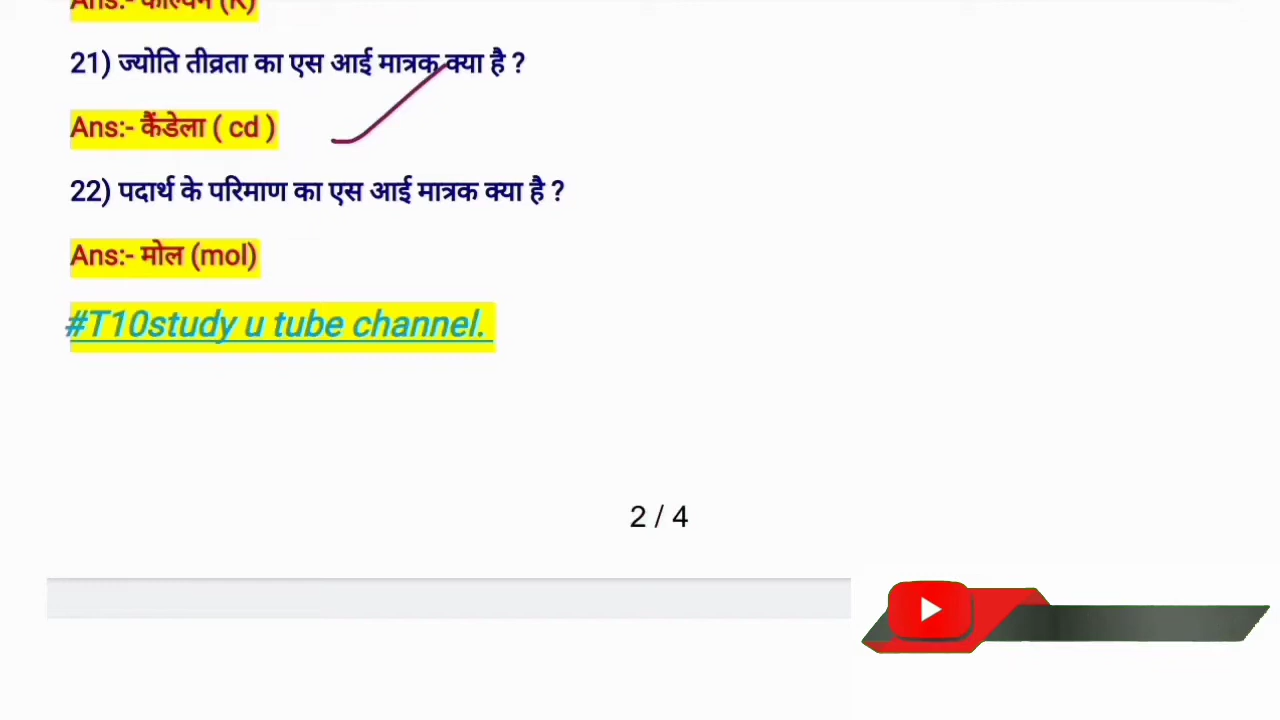 Ans:- केल्विन (K)
21) ज्योति तीव्रता का एस आई मात्रक क्या है ?
Ans:- कैंडेला ( cd )
22) पदार्थ के परिमाण का एस आई मात्रक क्या है ?
Ans:- मोल (mol)
#T10study u tube channel.
2 / 4